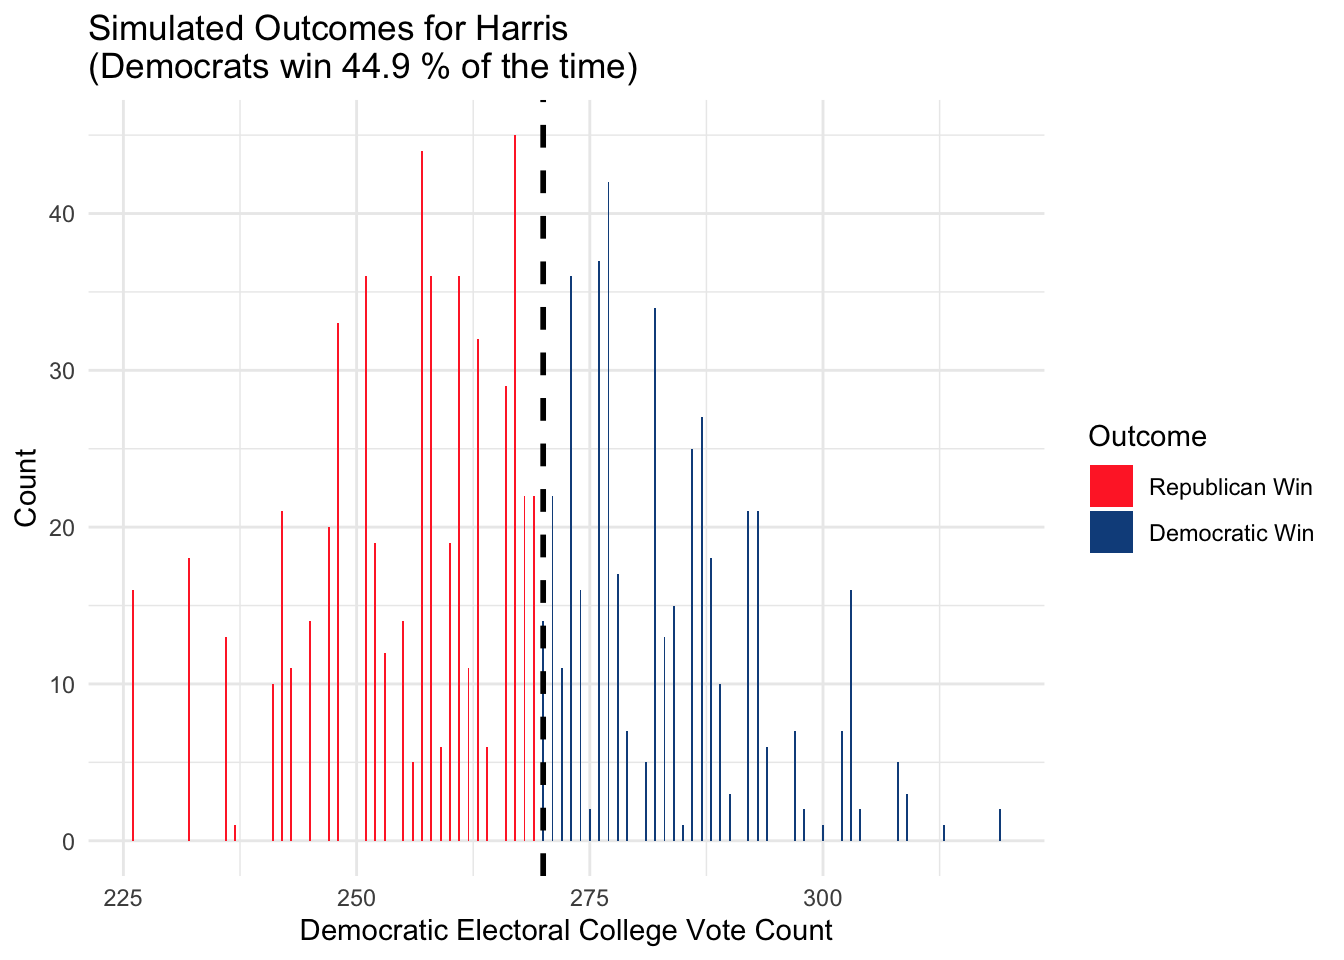 Simulated Outcomes for Harris
(Democrats win 44.9 % of the time)
Count
40
30
20
10
0
225
250
275
300
Democratic Electoral College Vote Count
Outcome
Republican Win
Democratic Win